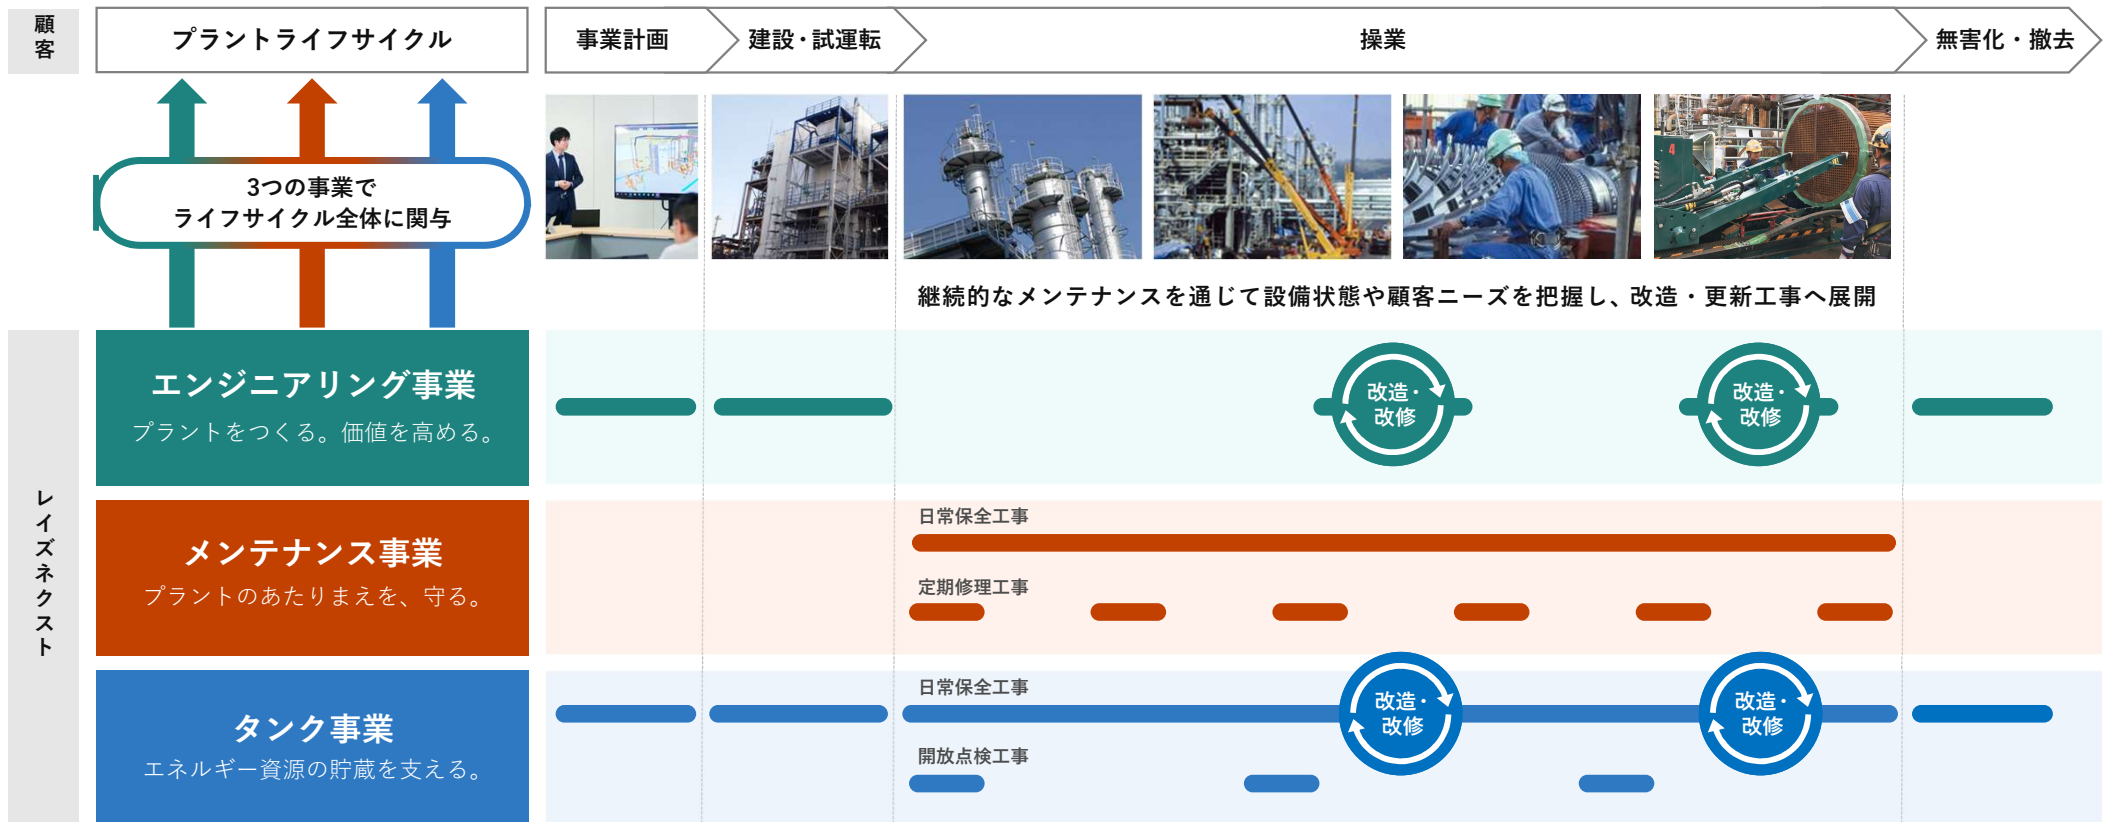 顧客
プラントライフサイクル
事業計画
建設・試運転
操業
無害化・撤去
3つの事業で
ライフサイクル全体に関与
4
継続的なメンテナンスを通じて設備状態や顧客ニーズを把握し、改造・更新工事へ展開
レイズネクスト
エンジニアリング事業
プラントをつくる。価値を高める。
改造・
改修
改造・
改修
メンテナンス事業
プラントのあたりまえを、守る。
日常保全工事
定期修理工事
タンク事業
エネルギー資源の貯蔵を支える。
日常保全工事
改造・
改修
改造・
改修
開放点検工事